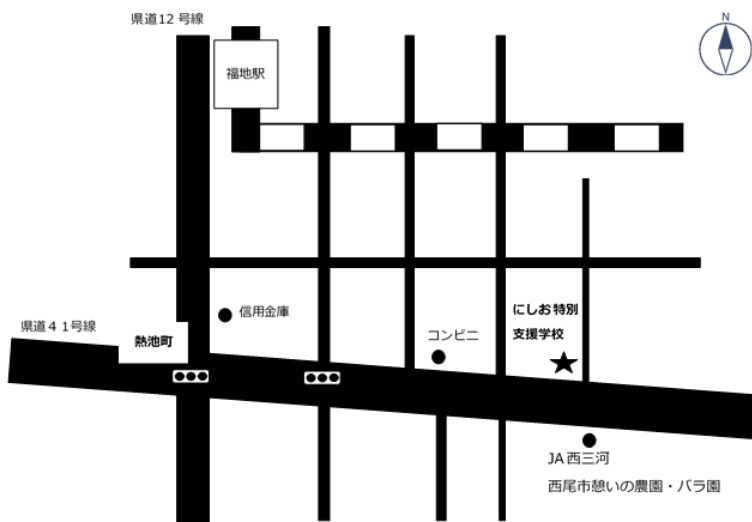 県道12 号線
N
福地駅
信用金庫
にしお特別
支援学校
県道４１号線
熱池町
コンビニ
JA 西三河
西尾市憩いの農園・バラ園